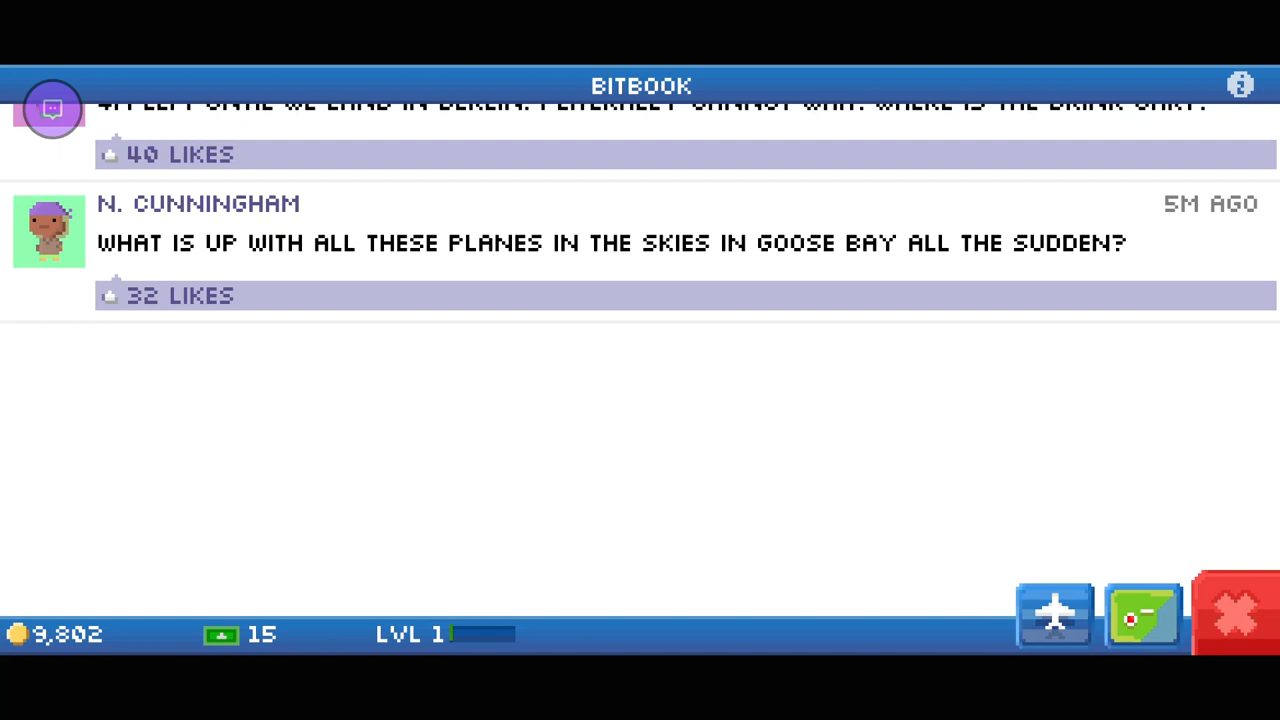 BITBOOK
40 LIKES
N. CUNNINGHAM
5M AGO
WHAT IS UP WITH ALL THESE PLANES IN THE SKIES IN GOOSE BAY ALL THE SUDDEN?
32 LIKES
9,802
15
LVL 1